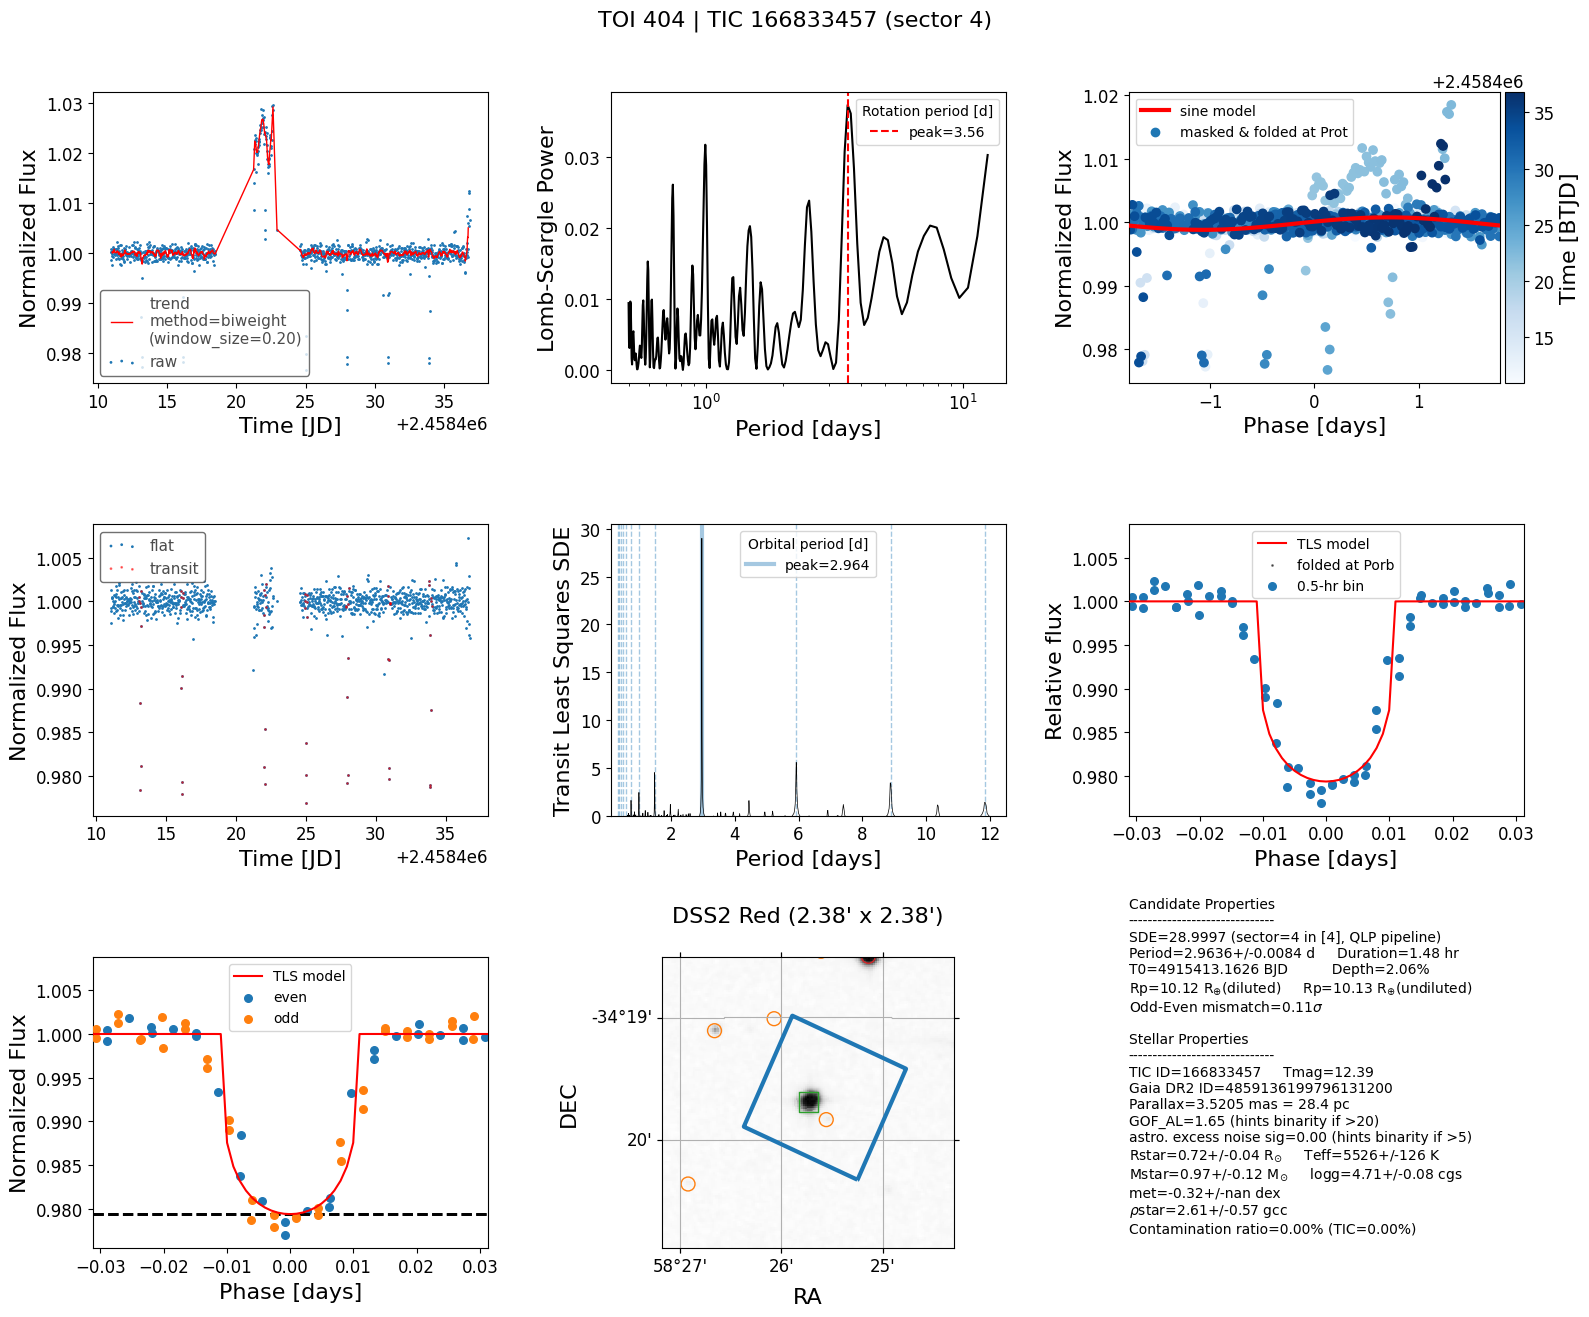 TOI 404 | TIC 166833457 (sector 4)
Normalized Flux
1.03
1.02
1.01
1.00
0.99
0.98
trend
method=biweight
(window_size=0.20)
raw
10
15
20
25
30
35
Time [JD]
+2.4584e6
Lomb-Scargle Power
0.03
0.02
0.01
0.00
Rotation period [d]
peak=3.56
10⁰
10¹
Period [days]
Normalized Flux
1.02
1.01
1.00
0.99
0.98
sine model
masked & folded at Prot
−1
0
1
Phase [days]
+2.4584e6
35
30
25
20
15
Time [BTJD]
Normalized Flux
1.005
1.000
0.995
0.990
0.985
0.980
flat
transit
10
15
20
25
30
35
Time [JD]
+2.4584e6
Transit Least Squares SDE
30
25
20
15
10
5
0
Orbital period [d]
peak=2.964
2
4
6
8
10
12
Period [days]
Relative flux
1.005
1.000
0.995
0.990
0.985
0.980
TLS model
folded at Porb
0.5-hr bin
−0.03
−0.02
−0.01
0.00
0.01
0.02
0.03
Phase [days]
Normalized Flux
1.005
1.000
0.995
0.990
0.985
0.980
TLS model
even
odd
−0.03
−0.02
−0.01
0.00
0.01
0.02
0.03
Phase [days]
DSS2 Red (2.38' x 2.38')
DEC
-34°19'
20'
58°27'
26'
25'
RA
Candidate Properties
------------------------------
SDE=28.9997 (sector=4 in [4], QLP pipeline)
Period=2.9636+/-0.0084 d Duration=1.48 hr
T0=4915413.1626 BJD Depth=2.06%
Rp=10.12 R⊕(diluted) Rp=10.13 R⊕(undiluted)
Odd-Even mismatch=0.11σ
Stellar Properties
------------------------------
TIC ID=166833457 Tmag=12.39
Gaia DR2 ID=4859136199796131200
Parallax=3.5205 mas = 28.4 pc
GOF_AL=1.65 (hints binarity if >20)
astro. excess noise sig=0.00 (hints binarity if >5)
Rstar=0.72+/-0.04 R⊙ Teff=5526+/-126 K
Mstar=0.97+/-0.12 M⊙ logg=4.71+/-0.08 cgs
met=-0.32+/-nan dex
ρstar=2.61+/-0.57 gcc
Contamination ratio=0.00% (TIC=0.00%)